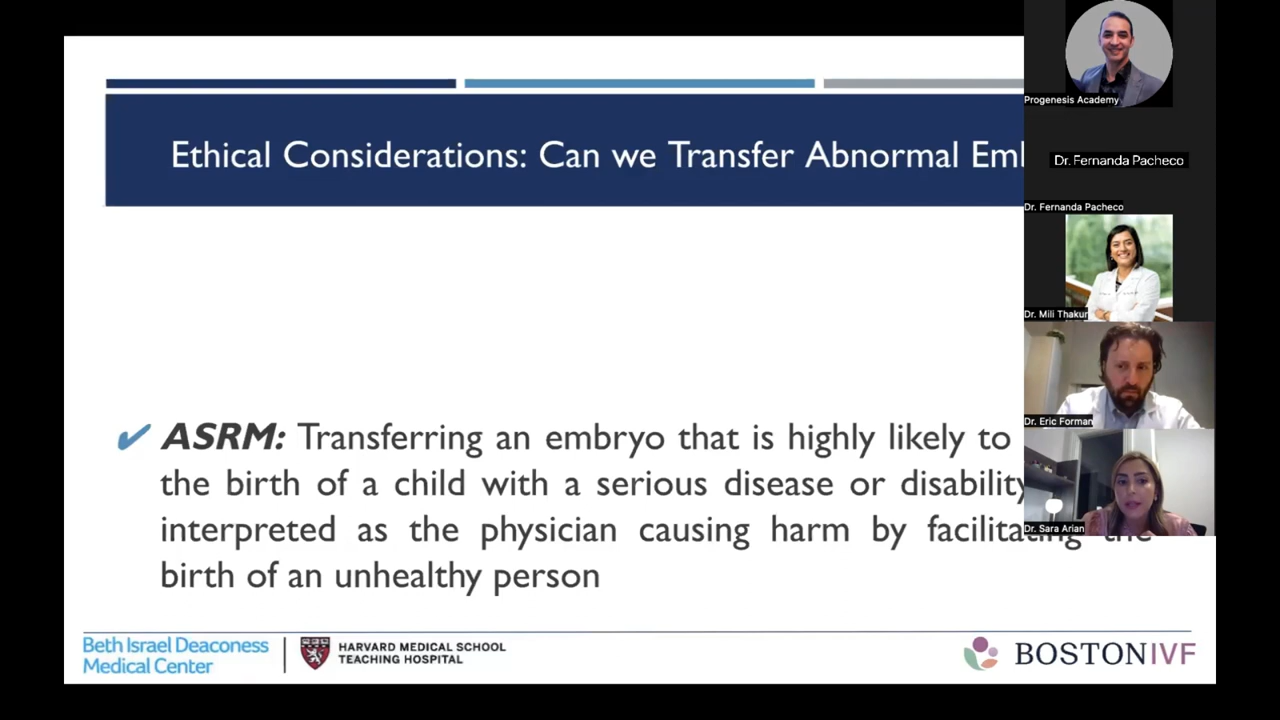 Ethical Considerations: Can we Transfer Abnormal
ASRM: Transferring an embryo that is highly likely to
the birth of a child with a serious disease or disability
interpreted as the physician causing harm by facilitating the
birth of an unhealthy person
Beth Israel Deaconess
Medical Center
HARVARD MEDICAL SCHOOL
TEACHING HOSPITAL
BOSTONIVF
Progenesis Academy
Dr. Fernanda Pacheco
Dr. Fernanda Pacheco
Dr. Mili Thakur
Dr. Eric Forman
Dr. Sara Arian